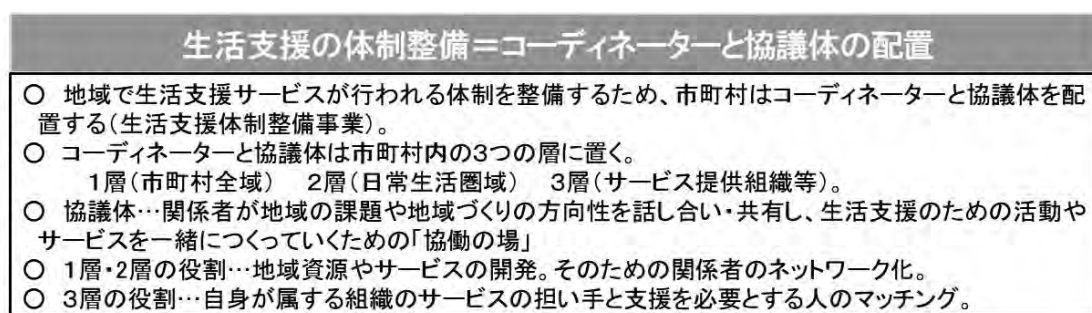 生活支援の体制整備＝コーディネーターと協議体の配置
○ 地域で生活支援サービスが行われる体制を整備するため、市町村はコーディネーターと協議体を配
置する(生活支援体制整備事業)。
○ コーディネーターと協議体は市町村内の3つの層に置く。
1層(市町村全域)　2層(日常生活圏域)　3層(サービス提供組織等)。
○ 協議体…関係者が地域の課題や地域づくりの方向性を話し合い・共有し、生活支援のための活動や
サービスを一緒につくっていくための「協働の場」
○ 1層・2層の役割…地域資源やサービスの開発。そのための関係者のネットワーク化。
○ 3層の役割…自身が属する組織のサービスの担い手と支援を必要とする人のマッチング。